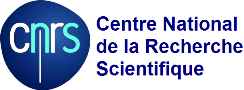 cnrs
Centre National
de la Recherche
Scientifique